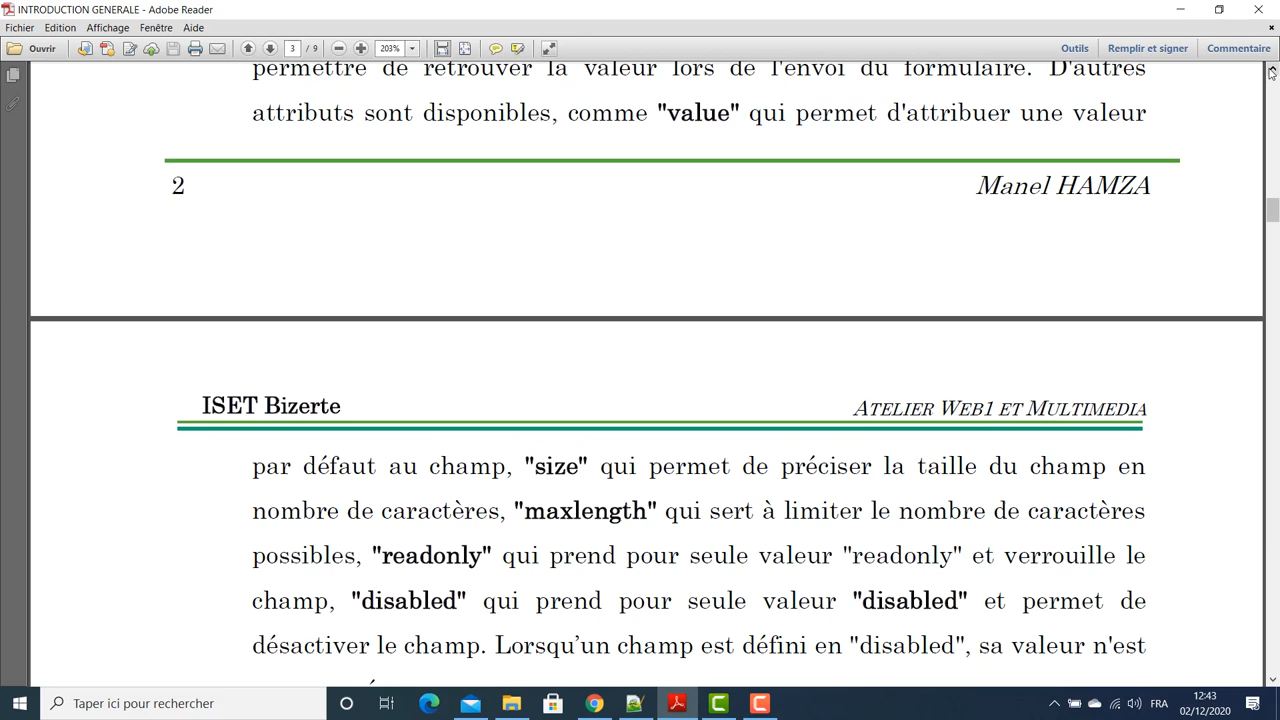 INTRODUCTION GENERALE - Adobe Reader
Fichier Edition Affichage Fenêtre Aide
Ouvrir 3 / 9 203% Outils Remplir et signer Commentaire
permettre de retrouver la valeur lors de l'envoi du formulaire. D'autres
attributs sont disponibles, comme "value" qui permet d'attribuer une valeur
2 Manel HAMZA
ISET Bizerte ATELIER WEB1 ET MULTIMEDIA
par défaut au champ, "size" qui permet de préciser la taille du champ en
nombre de caractères, "maxlength" qui sert à limiter le nombre de caractères
possibles, "readonly" qui prend pour seule valeur "readonly" et verrouille le
champ, "disabled" qui prend pour seule valeur "disabled" et permet de
désactiver le champ. Lorsqu'un champ est défini en "disabled", sa valeur n'est
Taper ici pour rechercher FRA 12:43
02/12/2020